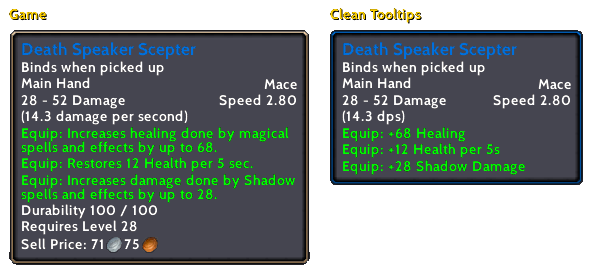 Game
Death Speaker Scepter
Binds when picked up
Main Hand Mace
28 - 52 Damage Speed 2.80
(14.3 damage per second)
Equip: Increases healing done by magical
spells and effects by up to 68.
Equip: Restores 12 Health per 5 sec.
Equip: Increases damage done by Shadow
spells and effects by up to 28.
Durability 100 / 100
Requires Level 28
Sell Price: 71 75
Clean Tooltips
Death Speaker Scepter
Binds when picked up
Main Hand Mace
28 - 52 Damage Speed 2.80
(14.3 dps)
Equip: +68 Healing
Equip: +12 Health per 5s
Equip: +28 Shadow Damage